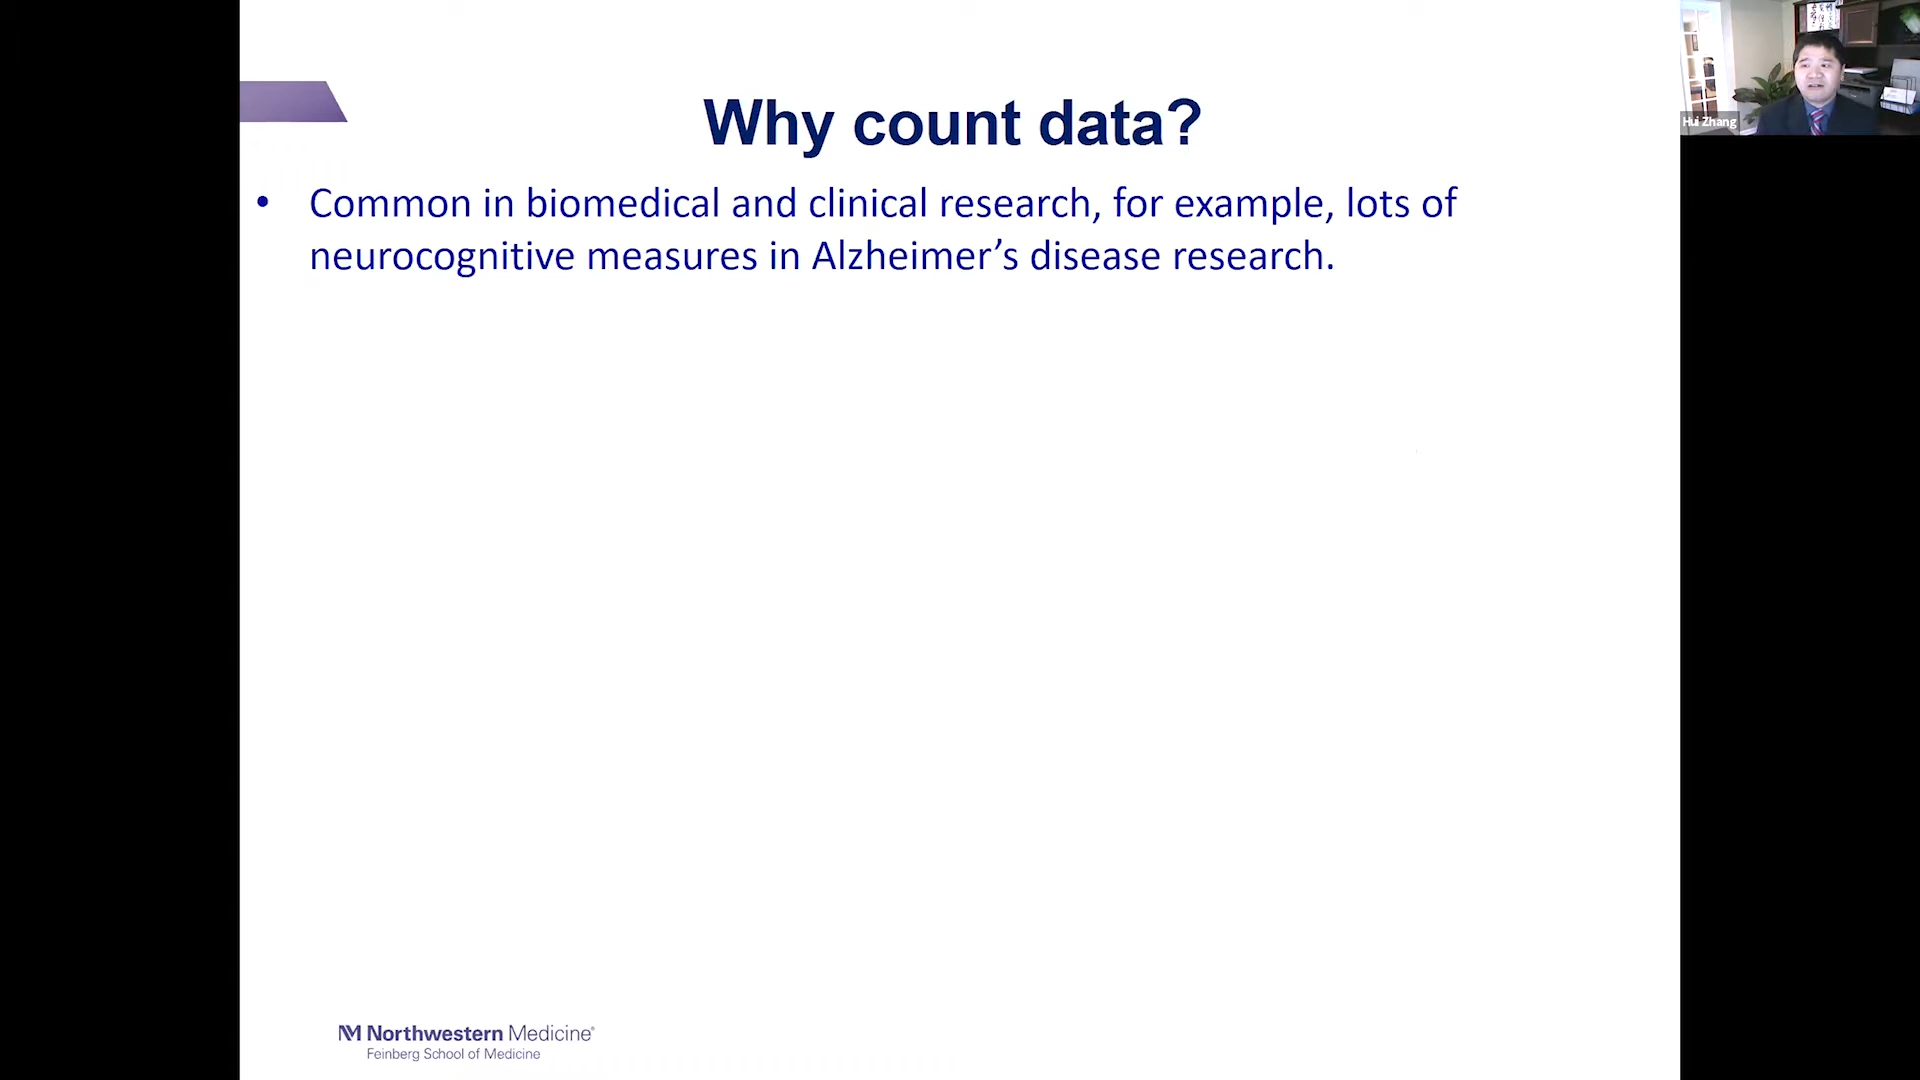 Why count data?
Hui Zhang
• Common in biomedical and clinical research, for example, lots of
neurocognitive measures in Alzheimer’s disease research.
NM Northwestern Medicine®
Feinberg School of Medicine